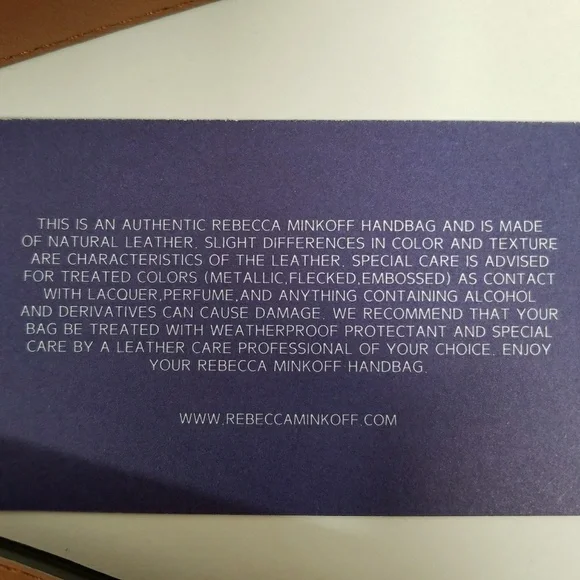 THIS IS AN AUTHENTIC REBECCA MINKOFF HANDBAG AND IS MADE
OF NATURAL LEATHER. SLIGHT DIFFERENCES IN COLOR AND TEXTURE
ARE CHARACTERISTICS OF THE LEATHER. SPECIAL CARE IS ADVISED
FOR TREATED COLORS (METALLIC,FLECKED,EMBOSSED) AS CONTACT
WITH LACQUER,PERFUME,AND ANYTHING CONTAINING ALCOHOL
AND DERIVATIVES CAN CAUSE DAMAGE. WE RECOMMEND THAT YOUR
BAG BE TREATED WITH WEATHERPROOF PROTECTANT AND SPECIAL
CARE BY A LEATHER CARE PROFESSIONAL OF YOUR CHOICE. ENJOY
YOUR REBECCA MINKOFF HANDBAG.
WWW.REBECCAMINKOFF.COM